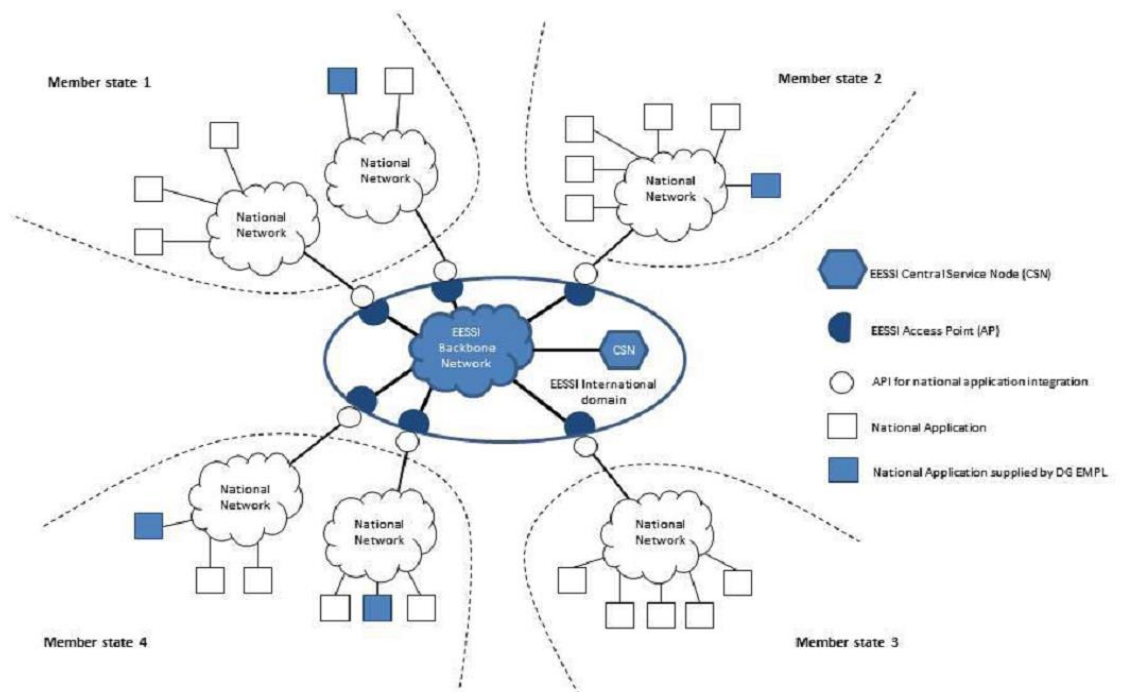 Member state 1
Member state 2
National
Network
National
Network
National
Network
EESSI
Backbone
Network
CSN
EESSI International
domain
EESSI Central Service Node (CSN)
EESSI Access Point (AP)
API for national application integration
National Application
National Application supplied by DG EMPL
National
Network
National
Network
National
Network
Member state 4
Member state 3